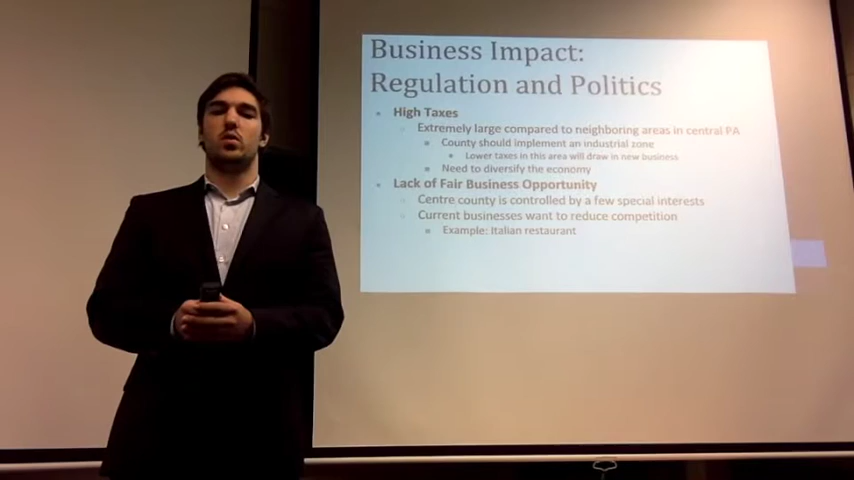 Business Impact:
Regulation and Politics
High Taxes
Extremely large compared to neighboring areas in central PA
County should implement an industrial zone
Lower taxes in this area will draw in new business
Need to diversify the economy
Lack of Fair Business Opportunity
Centre county is controlled by a few special interests
Current businesses want to reduce competition
Example: Italian restaurant